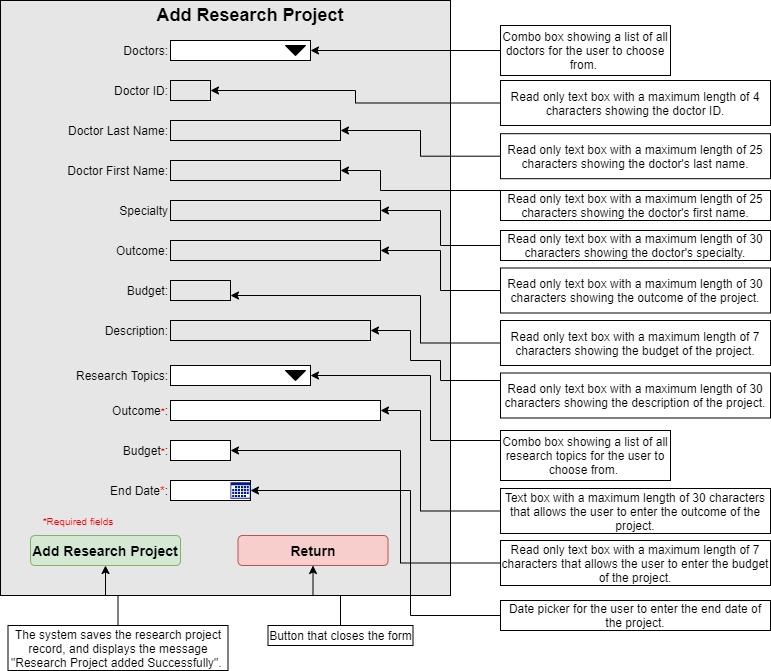 Add Research Project
Doctors:
Combo box showing a list of all
doctors for the user to choose
from.
Doctor ID:
Read only text box with a maximum length of 4
characters showing the doctor ID.
Doctor Last Name:
Read only text box with a maximum length of 25
characters showing the doctor's last name.
Doctor First Name:
Read only text box with a maximum length of 25
characters showing the doctor's first name.
Specialty
Read only text box with a maximum length of 30
characters showing the doctor's specialty.
Outcome:
Read only text box with a maximum length of 30
characters showing the outcome of the project.
Budget:
Read only text box with a maximum length of 7
characters showing the budget of the project.
Description:
Read only text box with a maximum length of 30
characters showing the description of the project.
Research Topics:
Combo box showing a list of all
research topics for the user to
choose from.
Outcome*:
Text box with a maximum length of 30 characters
that allows the user to enter the outcome of the
project.
Budget*:
Read only text box with a maximum length of 7
characters that allows the user to enter the budget
of the project.
End Date*:
Date picker for the user to enter the end date of
the project.
*Required fields
Add Research Project
Return
The system saves the research project
record, and displays the message
"Research Project added Successfully".
Button that closes the form